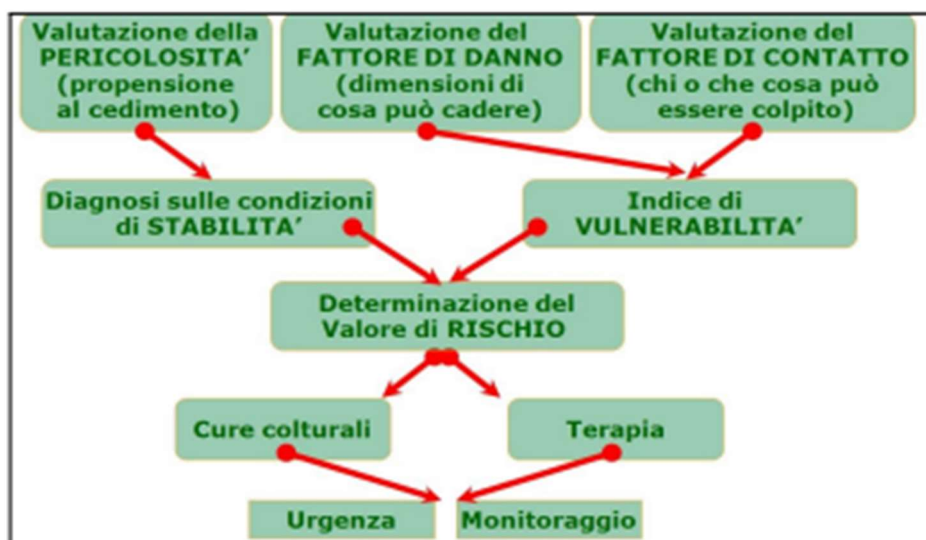 Valutazione della
PERICOLOSITA’
(propensione
al cedimento)
Valutazione del
FATTORE DI DANNO
(dimensioni di
cosa può cadere)
Valutazione del
FATTORE DI CONTATTO
(chi o che cosa può
essere colpito)
Diagnosi sulle condizioni
di STABILITA’
Indice di
VULNERABILITA’
Determinazione del
Valore di RISCHIO
Cure colturali
Terapia
Urgenza
Monitoraggio